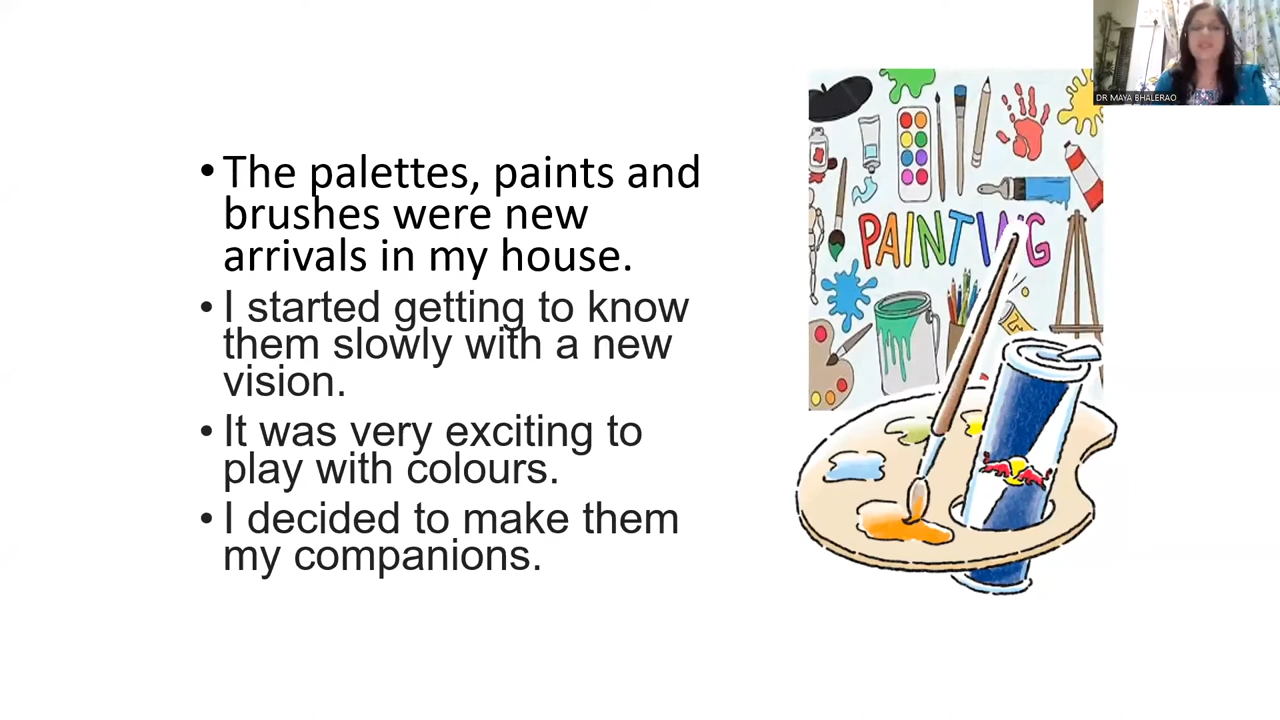 DR MAYA BHALERAO
• The palettes, paints and
brushes were new
arrivals in my house.
• I started getting to know
them slowly with a new
vision.
• It was very exciting to
play with colours.
• I decided to make them
my companions.
PAINTING